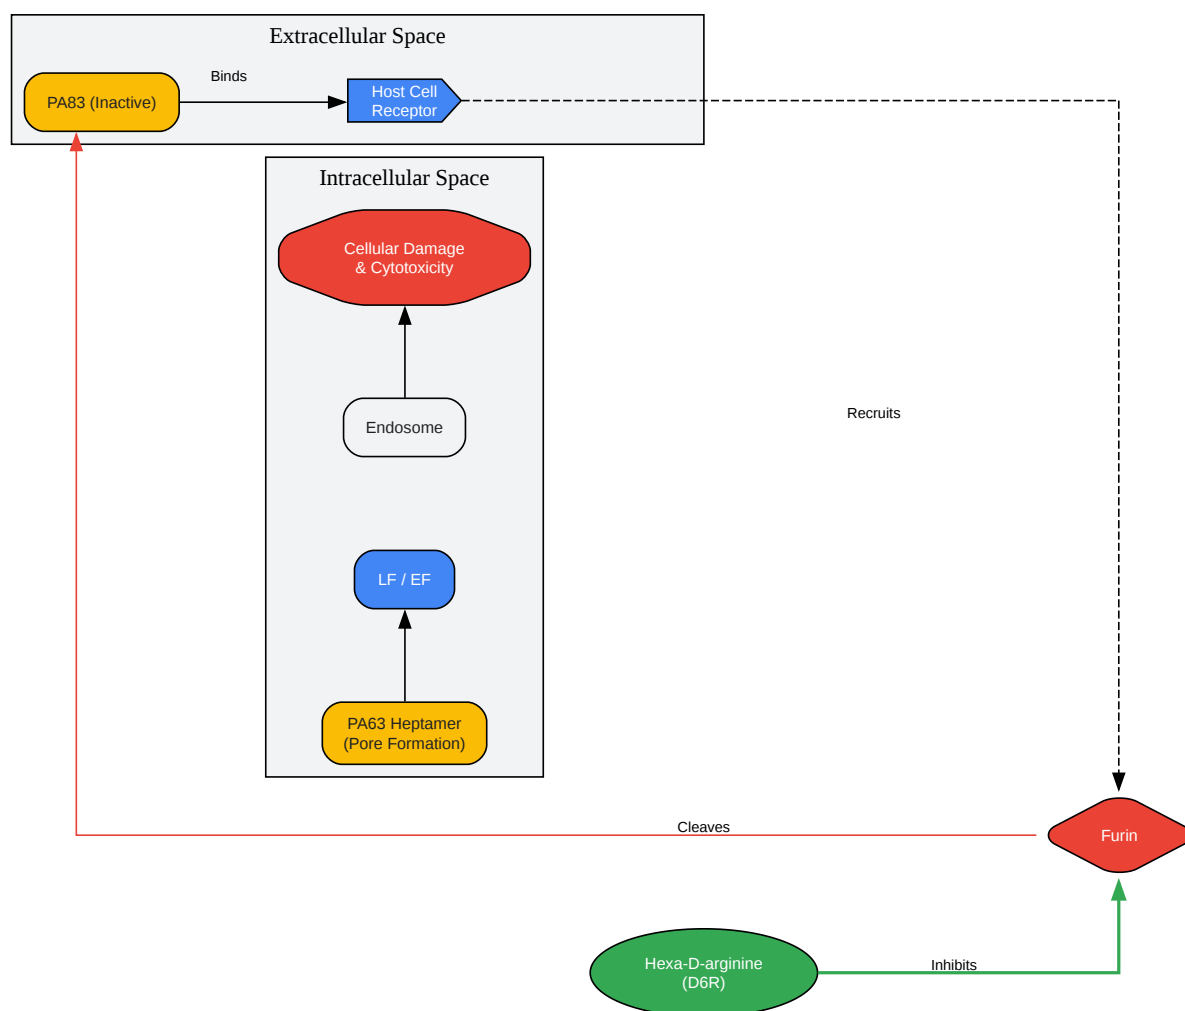 Extracellular Space
PA83 (Inactive)
Binds
Host Cell
Receptor
Intracellular Space
Cellular Damage
& Cytotoxicity
Endosome
Recruits
LF / EF
PA63 Heptamer
(Pore Formation)
Cleaves
Furin
Hexa-D-arginine
(D6R)
Inhibits